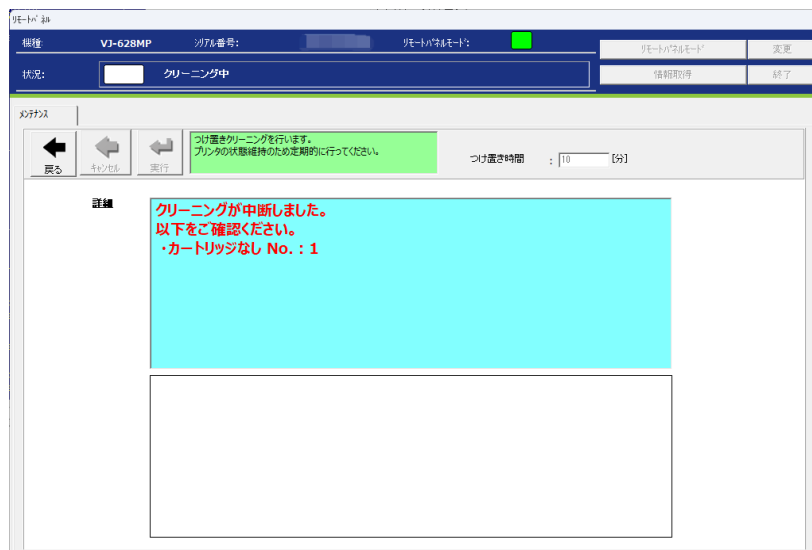 ﾘﾓｰﾄﾊﾟﾈﾙ
機種:
VJ-628MP
ｼﾘｱﾙ番号:
ﾘﾓｰﾄﾊﾟﾈﾙﾓｰﾄﾞ:
ﾘﾓｰﾄﾊﾟﾈﾙﾓｰﾄﾞ
変更
状況:
クリーニング中
情報取得
終了
ﾒﾝﾃﾅﾝｽ
戻る
ｷｬﾝｾﾙ
実行
つけ置きクリーニングを行います。
プリンタの状態維持のため定期的に行ってください。
つけ置き時間 : 10 [分]
詳細
クリーニングが中断しました。
以下をご確認ください。
・カートリッジなし No. : 1